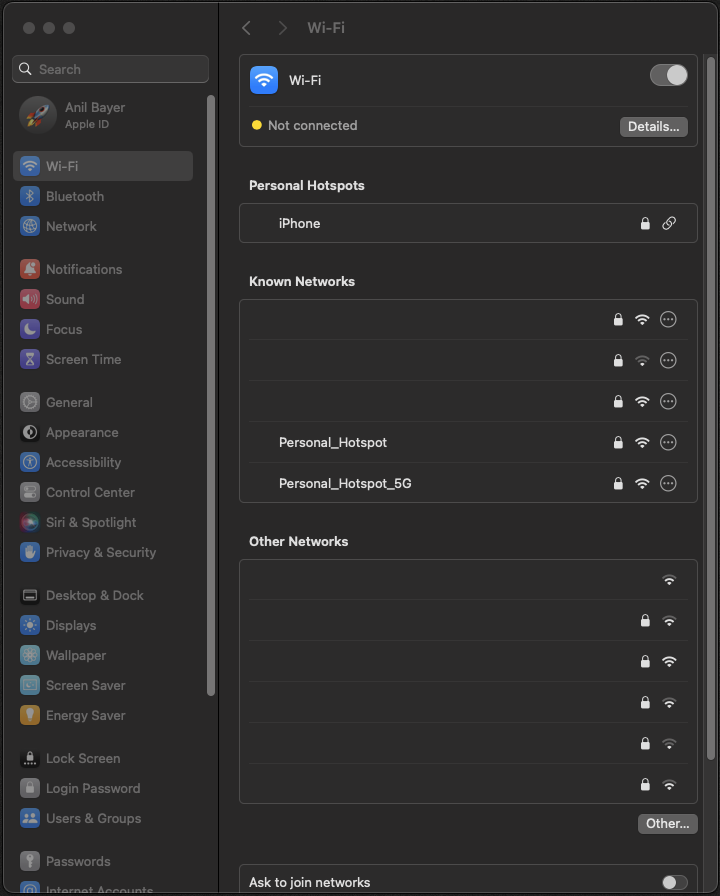 Wi-Fi
Search
Anil Bayer
Apple ID
Wi-Fi
Bluetooth
Network
Notifications
Sound
Focus
Screen Time
General
Appearance
Accessibility
Control Center
Siri & Spotlight
Privacy & Security
Desktop & Dock
Displays
Wallpaper
Screen Saver
Energy Saver
Lock Screen
Login Password
Users & Groups
Passwords
Internet Accounts
Wi-Fi
Not connected
Details...
Personal Hotspots
iPhone
Known Networks
Personal_Hotspot
Personal_Hotspot_5G
Other Networks
Other...
Ask to join networks